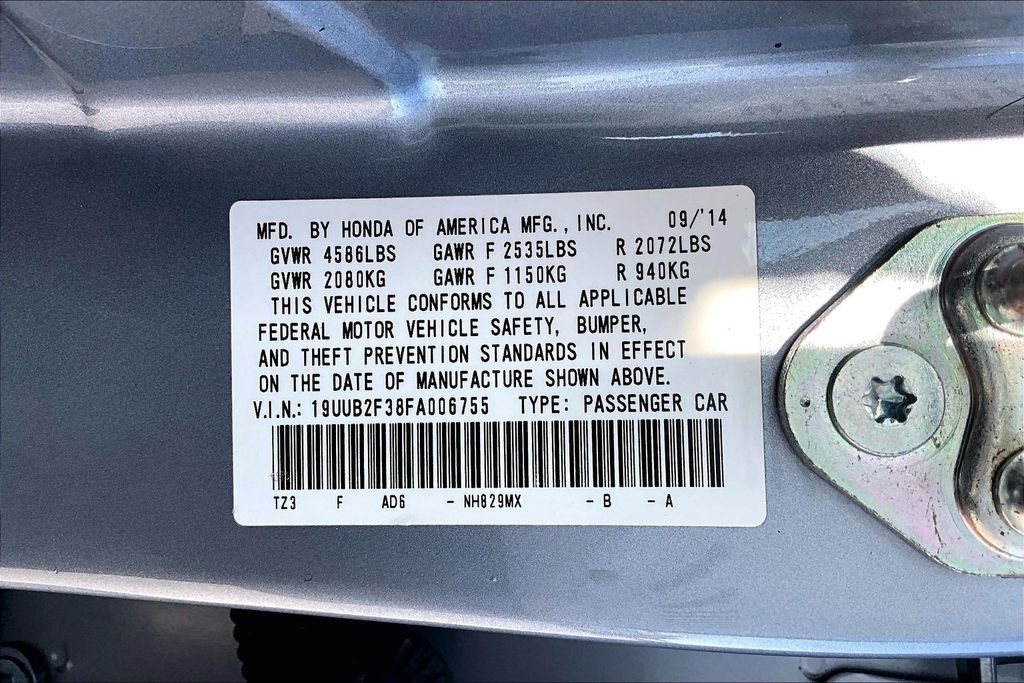 MFD. BY HONDA OF AMERICA MFG., INC. 09/'14
GVWR 4586LBS GAWR F 2535LBS R 2072LBS
GVWR 2080KG GAWR F 1150KG R 940KG
THIS VEHICLE CONFORMS TO ALL APPLICABLE
FEDERAL MOTOR VEHICLE SAFETY, BUMPER,
AND THEFT PREVENTION STANDARDS IN EFFECT
ON THE DATE OF MANUFACTURE SHOWN ABOVE.
V.I.N.: 19UUB2F38FA006755 TYPE: PASSENGER CAR
TZ3 F AD6 - NH829MX - B - A